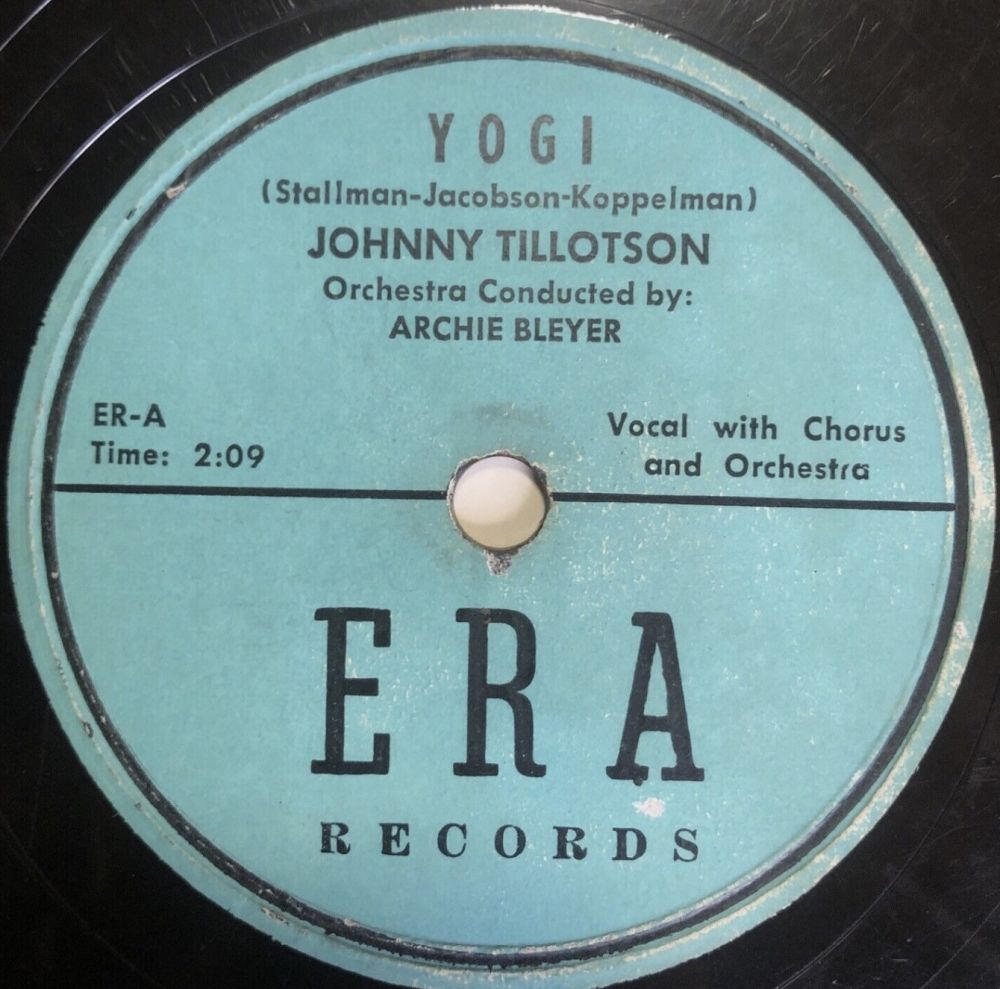 YOGI
(Stallman-Jacobson-Koppelman)
JOHNNY TILLOTSON
Orchestra Conducted by:
ARCHIE BLEYER
ER-A
Time: 2:09
Vocal with Chorus
and Orchestra
ERA
RECORDS